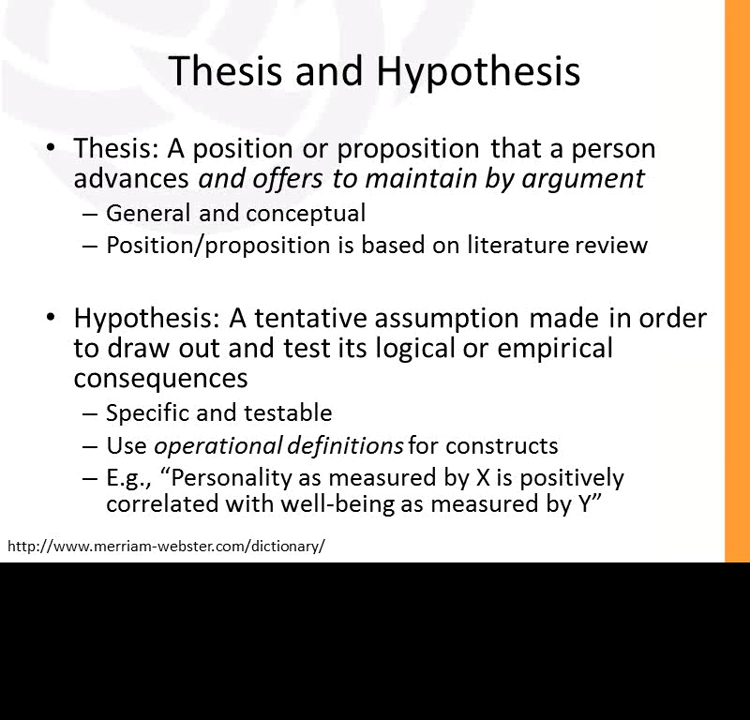 Thesis and Hypothesis
• Thesis: A position or proposition that a person
advances and offers to maintain by argument
– General and conceptual
– Position/proposition is based on literature review
• Hypothesis: A tentative assumption made in order
to draw out and test its logical or empirical
consequences
– Specific and testable
– Use operational definitions for constructs
– E.g., “Personality as measured by X is positively
correlated with well-being as measured by Y”
http://www.merriam-webster.com/dictionary/